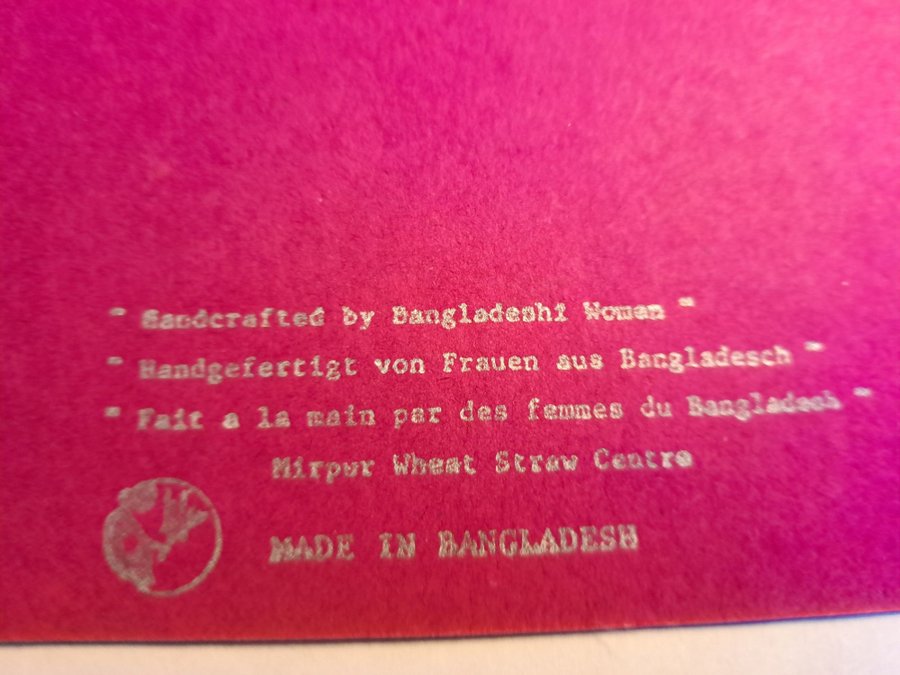 " Handcrafted by Bangladeshi Women "
" Handgefertigt von Frauen aus Bangladesch "
" Fait a la main par des femmes du Bangladesh "
Mirpur Wheat Straw Centre
MADE IN BANGLADESH